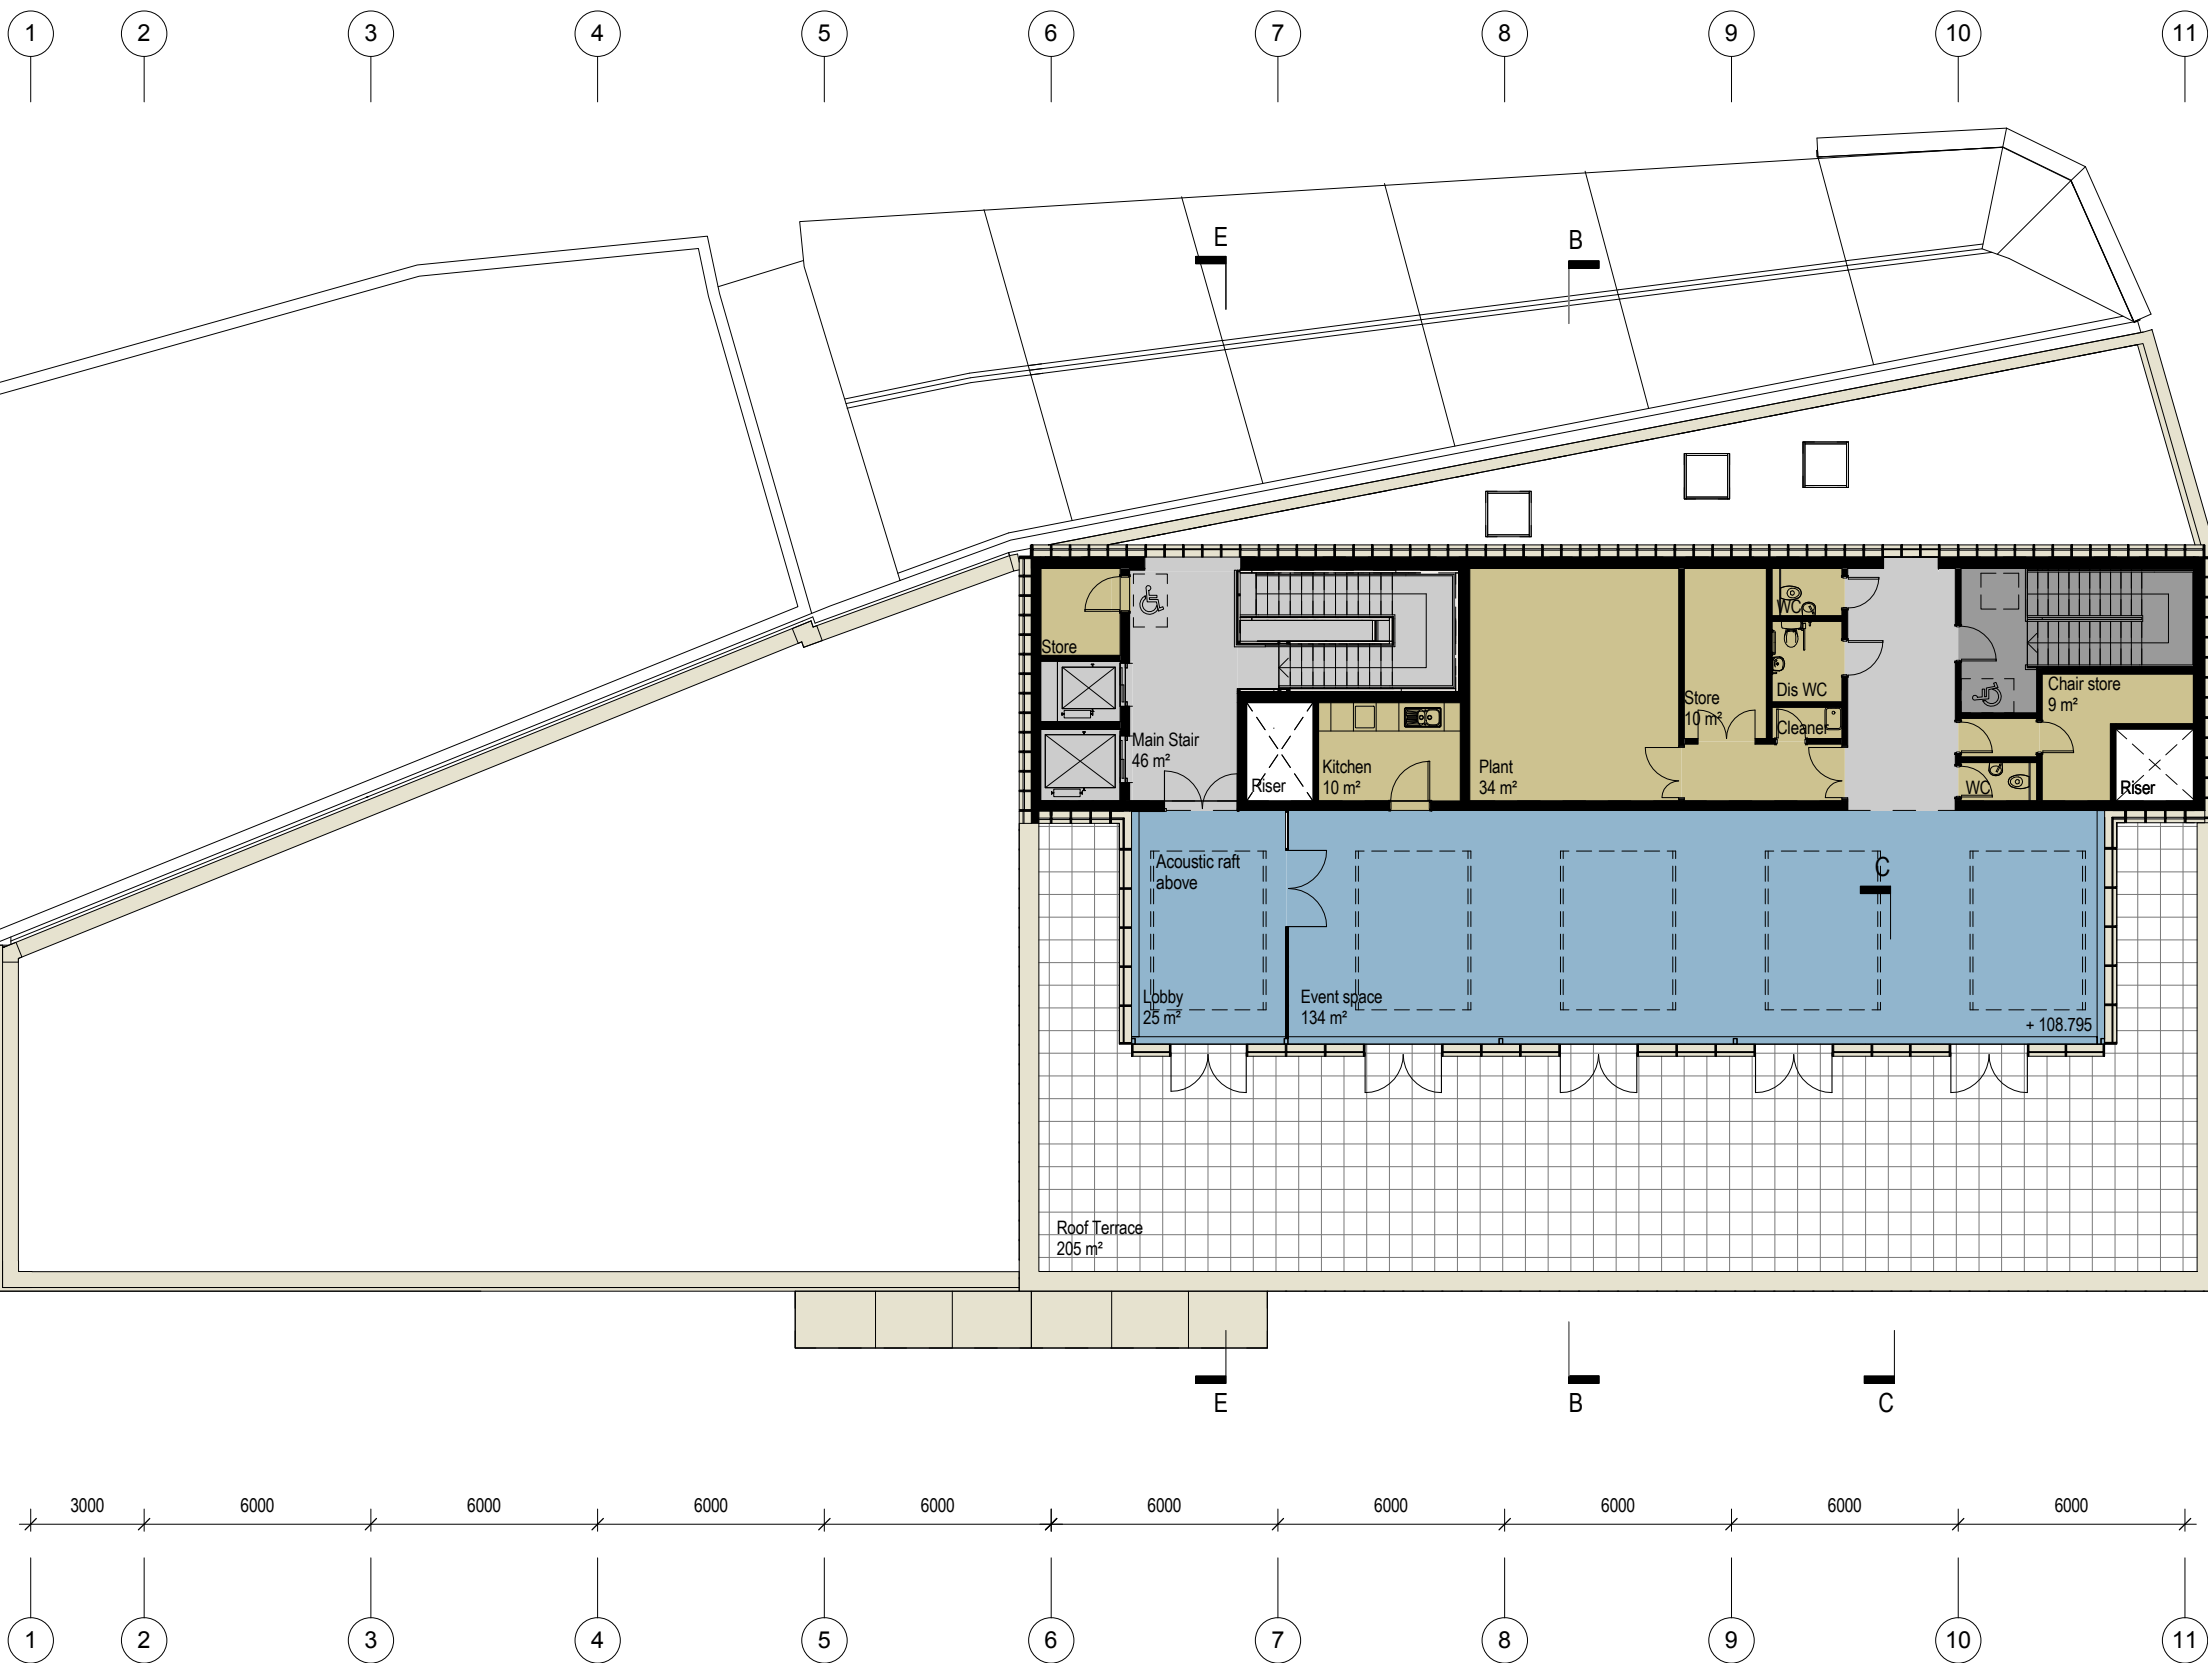 1 2 3 4 5 6 7 8 9 10 11
E B
Store
WC
Dis WC
Store
10 m²
Cleaner
Chair store
9 m²
Main Stair
46 m²
Riser
Kitchen
10 m²
Plant
34 m²
WC
Riser
Acoustic raft
above
C
Lobby
25 m²
Event space
134 m²
+ 108.795
Roof Terrace
205 m²
E B C
3000 6000 6000 6000 6000 6000 6000 6000 6000 6000
1 2 3 4 5 6 7 8 9 10 11